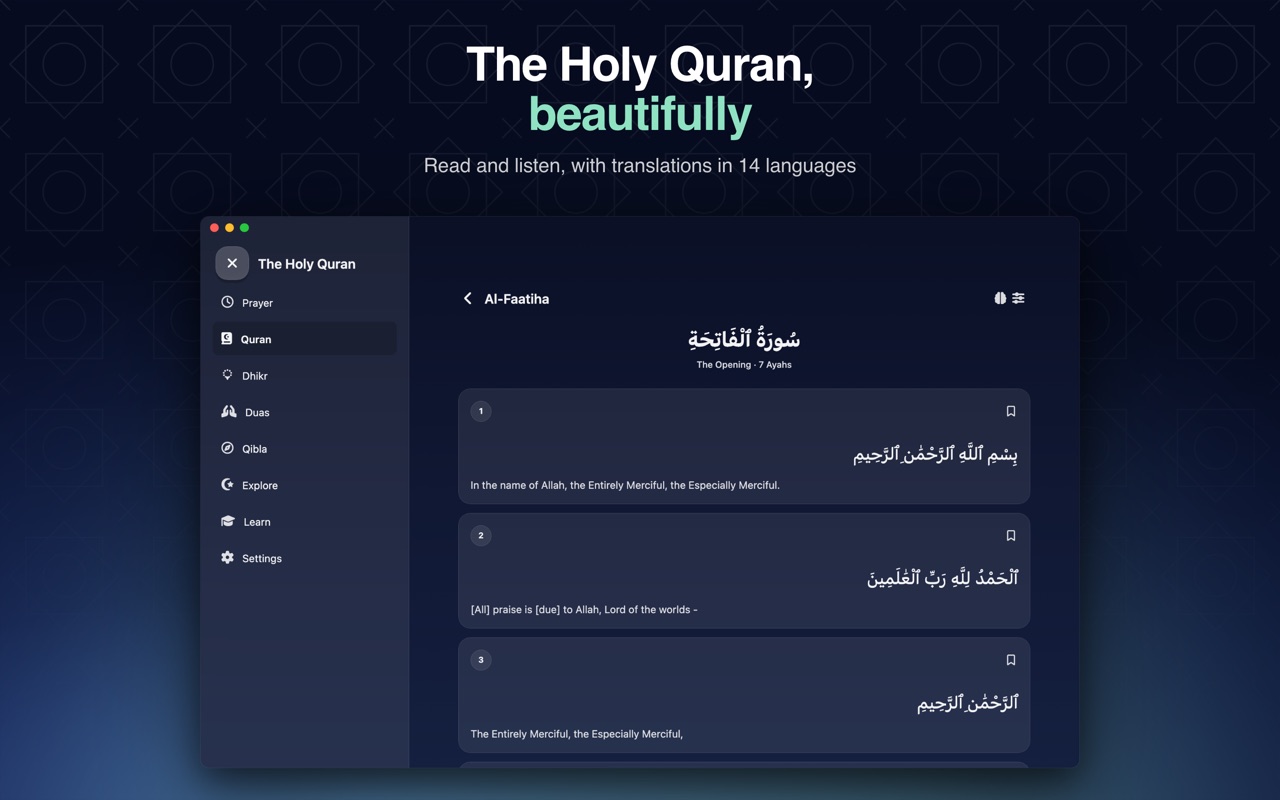 The Holy Quran,
beautifully
Read and listen, with translations in 14 languages
The Holy Quran
Prayer
Quran
Dhikr
Duas
Qibla
Explore
Learn
Settings
Al-Faatiha
سُورَةُ ٱلْفَاتِحَةِ
The Opening · 7 Ayahs
1
بِسْمِ ٱللَّهِ ٱلرَّحْمَٰنِ ٱلرَّحِيمِ
In the name of Allah, the Entirely Merciful, the Especially Merciful.
2
ٱلْحَمْدُ لِلَّهِ رَبِّ ٱلْعَٰلَمِينَ
[All] praise is [due] to Allah, Lord of the worlds -
3
ٱلرَّحْمَٰنِ ٱلرَّحِيمِ
The Entirely Merciful, the Especially Merciful,